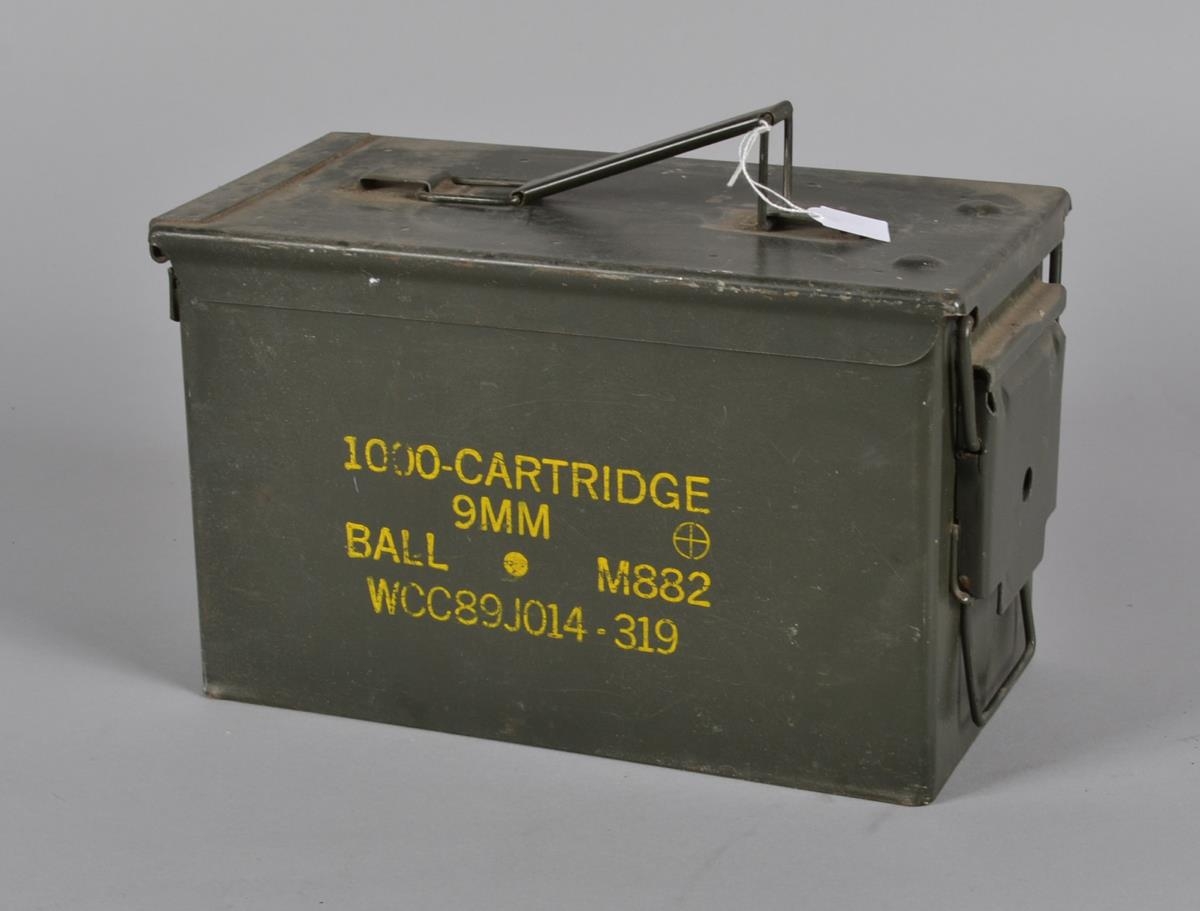 1000-CARTRIDGE
9MM
BALL M882
WCC89J014-319